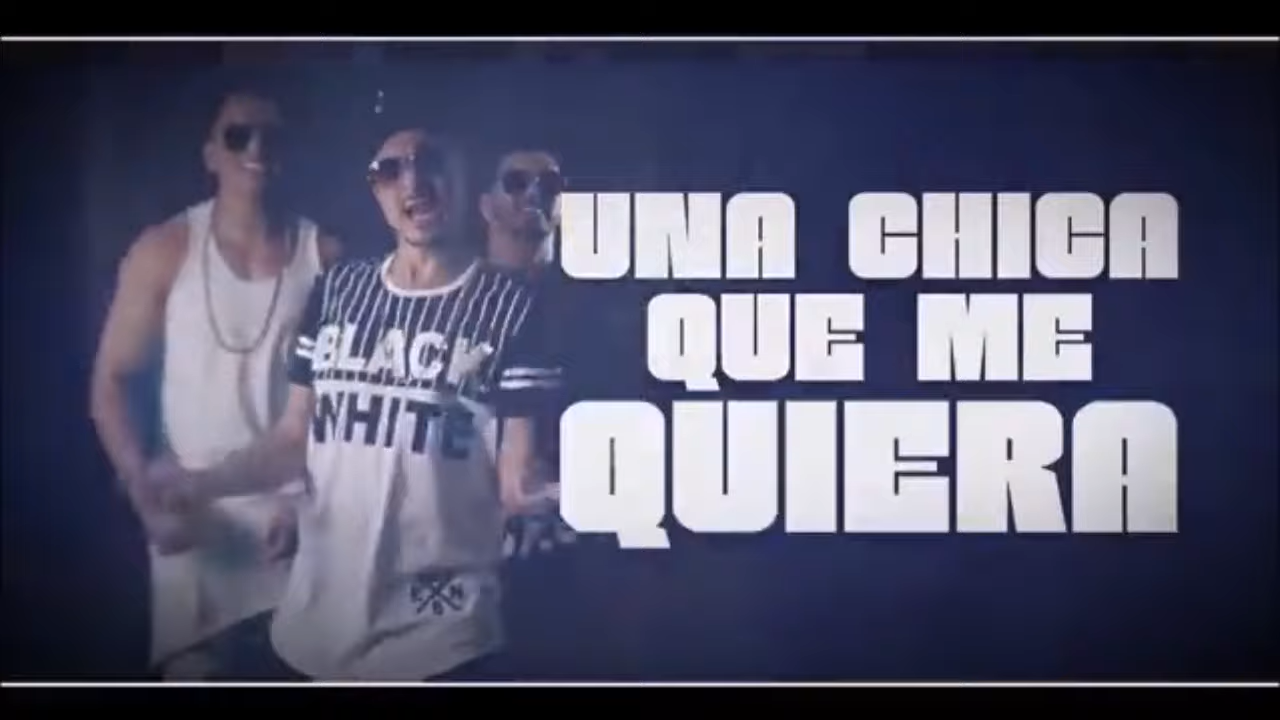 UNA CHICA
QUE ME
QUIERA
BLACK
WHITE